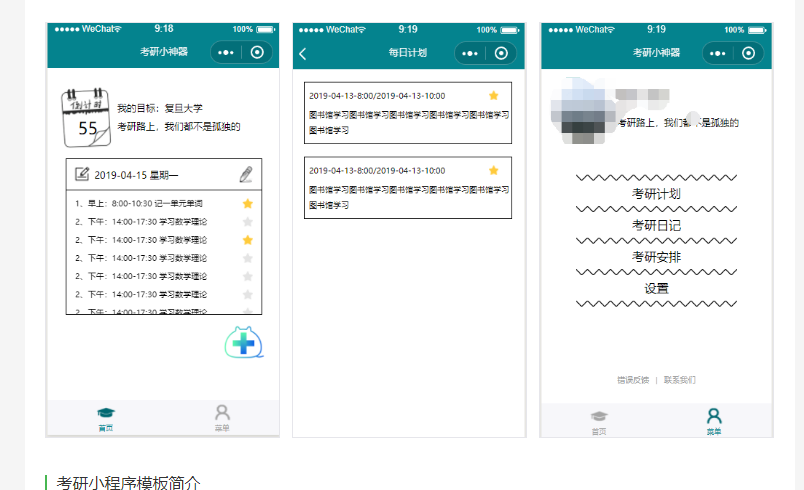 WeChat 9:18 100%
考研小神器
倒计时
55
我的目标：复旦大学
考研路上，我们都不是孤独的
2019-04-15 星期一
1、早上：8:00-10:30 记一单元单词
2、下午：14:00-17:30 学习数学理论
2、下午：14:00-17:30 学习数学理论
2、下午：14:00-17:30 学习数学理论
2、下午：14:00-17:30 学习数学理论
2、下午：14:00-17:30 学习数学理论
2、下午：14:00-17:30 学习数学理论
首页
菜单
WeChat 9:19 100%
每日计划
2019-04-13-8:00/2019-04-13-10:00
图书馆学习图书馆学习图书馆学习图书馆学习图书馆学习
图书馆学习
2019-04-13-8:00/2019-04-13-10:00
图书馆学习图书馆学习图书馆学习图书馆学习图书馆学习
图书馆学习
WeChat 9:19 100%
考研小神器
考研路上，我们都不是孤独的
考研计划
考研日记
考研安排
设置
错误反馈 | 联系我们
首页
菜单
考研小程序模板简介